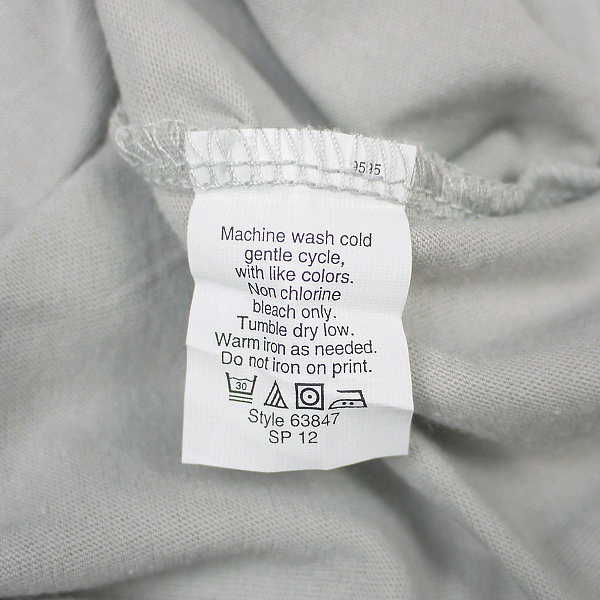 9595
Machine wash cold
gentle cycle,
with like colors.
Non chlorine
bleach only.
Tumble dry low.
Warm iron as needed.
Do not iron on print.
30
Style 63847
SP 12